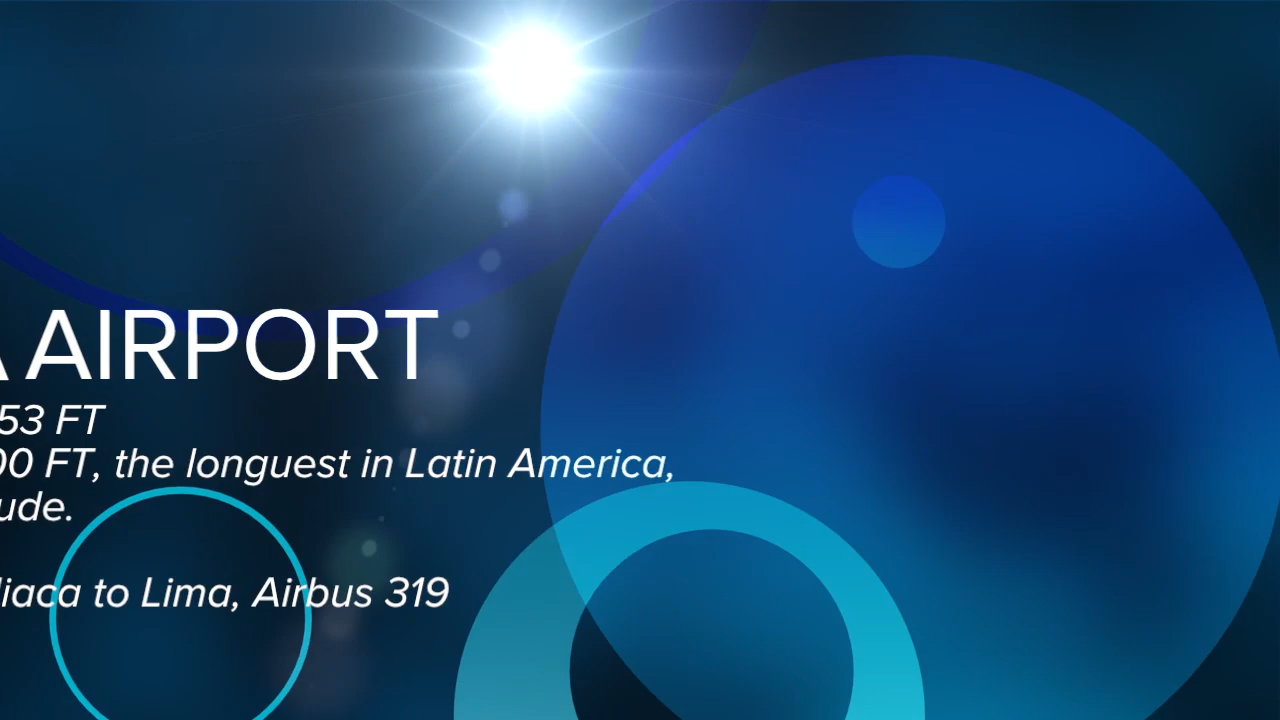 A AIRPORT
53 FT
00 FT, the longuest in Latin America,
ude.
liaca to Lima, Airbus 319